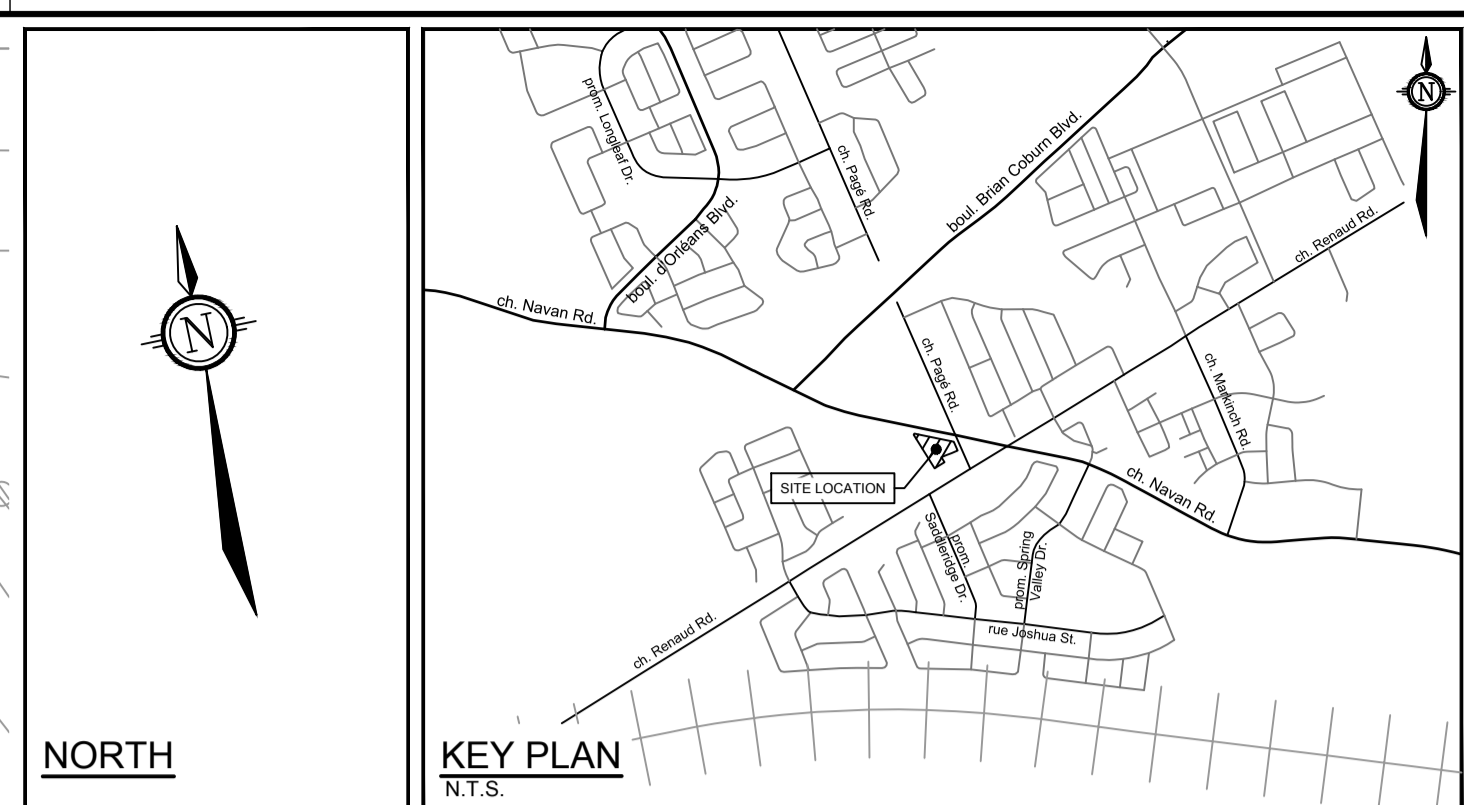 N
NORTH
N
prom. Longleaf Dr.
ch. Pagé Rd.
boul. d'Orléans Blvd.
boul. Brian Coburn Blvd.
ch. Navan Rd.
ch. Renaud Rd.
ch. Pagé Rd.
ch. Markinch Rd.
SITE LOCATION
ch. Navan Rd.
prom.
Saddleridge Dr.
prom. Spring
Valley Dr.
rue Joshua St.
ch. Renaud Rd.
KEY PLAN
N.T.S.